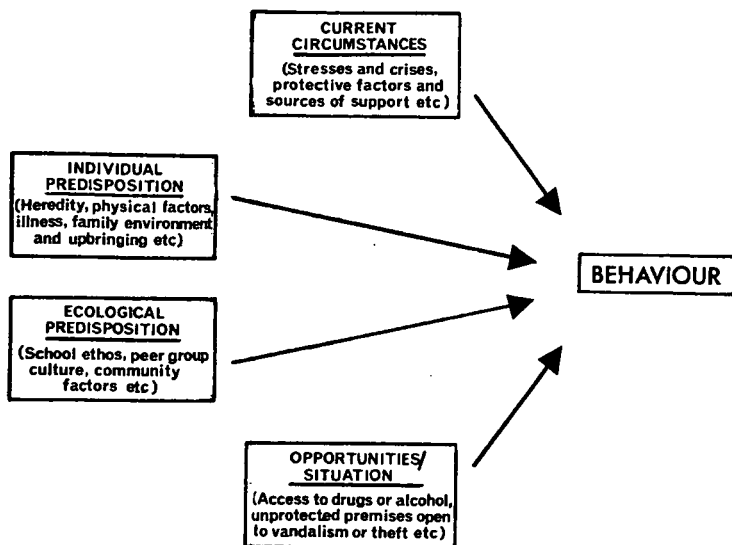 CURRENT
CIRCUMSTANCES
(Stresses and crises,
protective factors and
sources of support etc)
INDIVIDUAL
PREDISPOSITION
(Heredity, physical factors,
illness, family environment
and upbringing etc)
BEHAVIOUR
ECOLOGICAL
PREDISPOSITION
(School ethos, peer group
culture, community
factors etc)
OPPORTUNITIES/
SITUATION
(Access to drugs or alcohol,
unprotected premises open
to vandalism or theft etc)